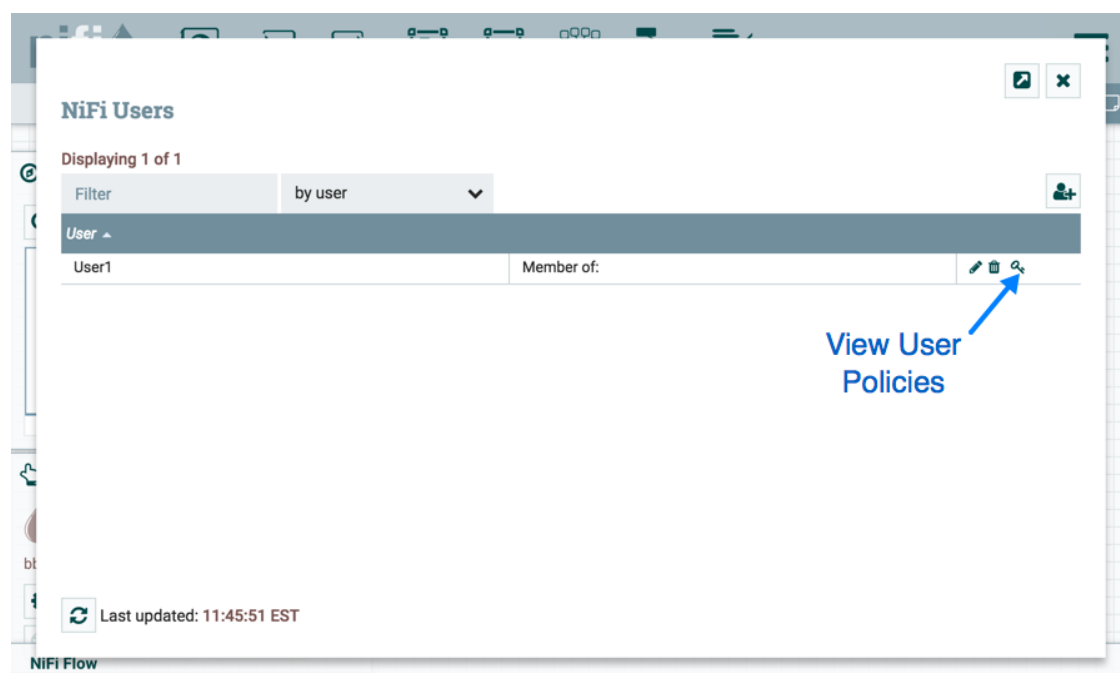 NiFi Users
Displaying 1 of 1
Filter by user
User
User1 Member of:
View User
Policies
Last updated: 11:45:51 EST
NiFi Flow